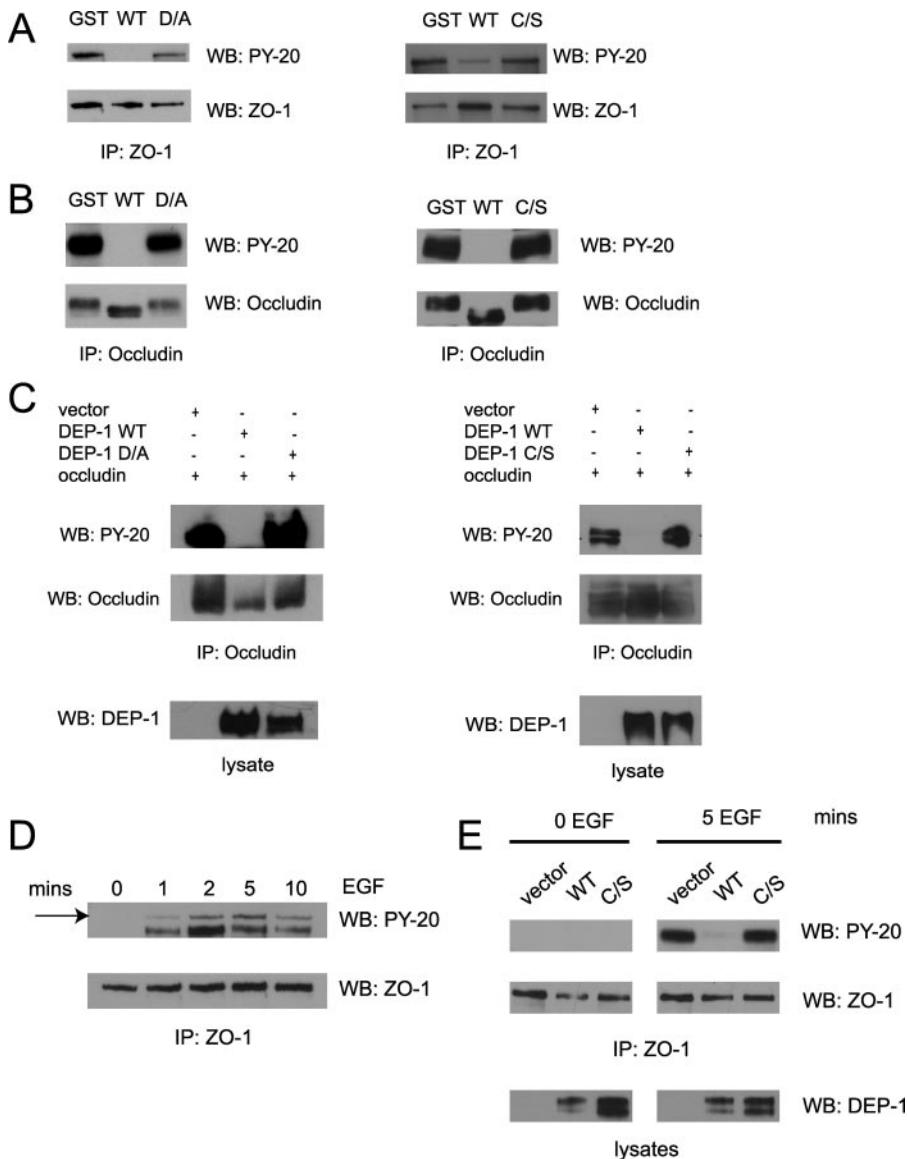 A
GST WT D/A
WB: PY-20
WB: ZO-1
IP: ZO-1
GST WT C/S
WB: PY-20
WB: ZO-1
IP: ZO-1
B
GST WT D/A
WB: PY-20
WB: Occludin
IP: Occludin
GST WT C/S
WB: PY-20
WB: Occludin
IP: Occludin
C
vector + - -
DEP-1 WT - + -
DEP-1 D/A - - +
occludin + + +
WB: PY-20
WB: Occludin
IP: Occludin
WB: DEP-1
lysate
vector + - -
DEP-1 WT - + -
DEP-1 C/S - - +
occludin + + +
WB: PY-20
WB: Occludin
IP: Occludin
WB: DEP-1
lysate
D
mins 0 1 2 5 10 EGF
WB: PY-20
WB: ZO-1
IP: ZO-1
E
0 EGF 5 EGF mins
vector WT C/S vector WT C/S
WB: PY-20
WB: ZO-1
IP: ZO-1
WB: DEP-1
lysates